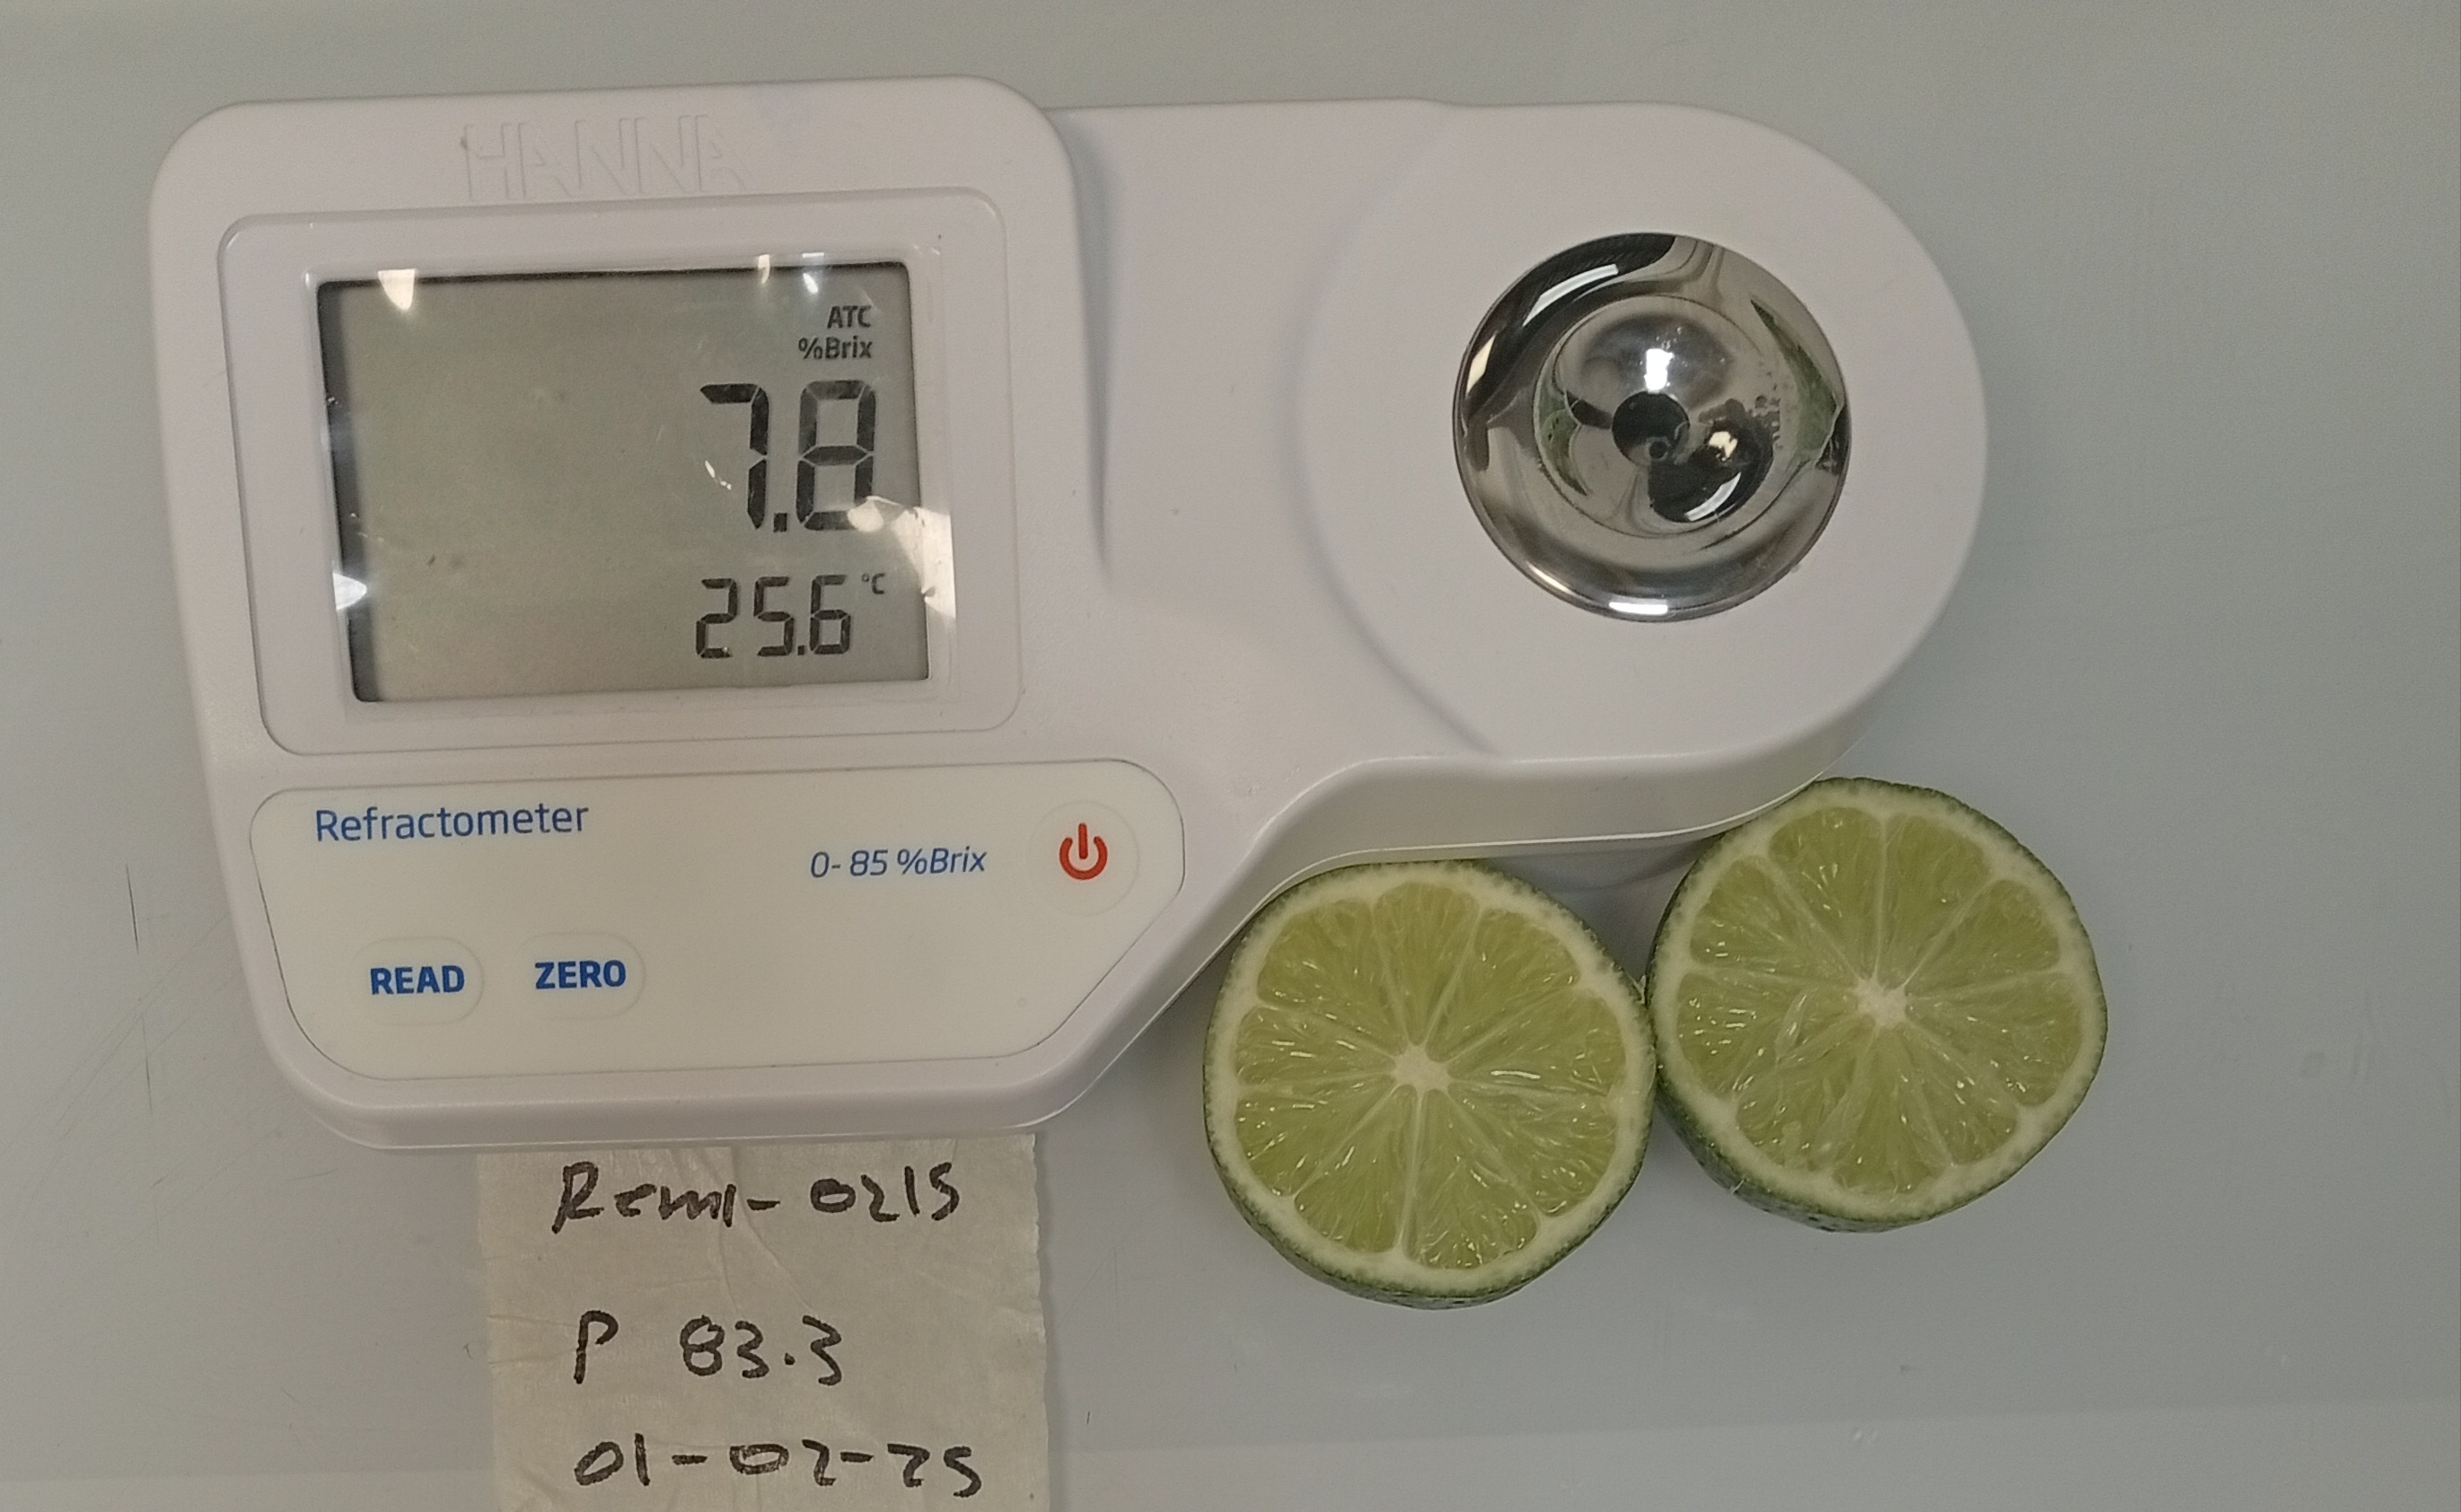 HANNA
ATC
%Brix
7.8
25.6 °C
Refractometer
0- 85 %Brix
READ
ZERO
Remi- 0215
P 83.3
01-02-25